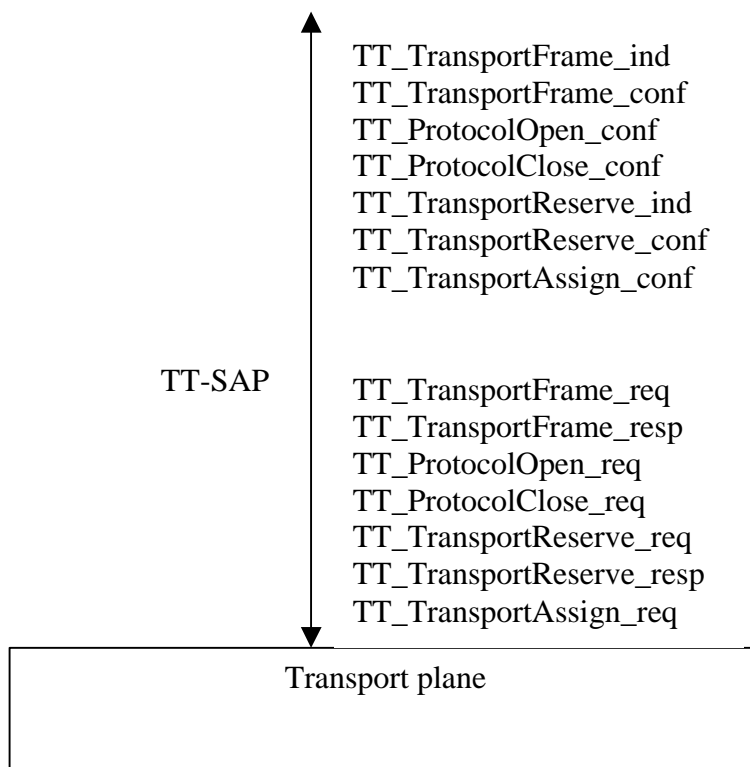 TT_TransportFrame_ind
TT_TransportFrame_conf
TT_ProtocolOpen_conf
TT_ProtocolClose_conf
TT_TransportReserve_ind
TT_TransportReserve_conf
TT_TransportAssign_conf
TT-SAP
TT_TransportFrame_req
TT_TransportFrame_resp
TT_ProtocolOpen_req
TT_ProtocolClose_req
TT_TransportReserve_req
TT_TransportReserve_resp
TT_TransportAssign_req
Transport plane